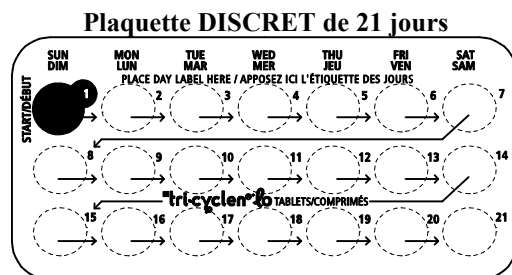 Plaquette DISCRET de 21 jours
SUN MON TUE WED THU FRI SAT
DIM LUN MAR MER JEU VEN SAM
PLACE DAY LABEL HERE / APPOSEZ ICI L'ÉTIQUETTE DES JOURS
START/DÉBUT
1 2 3 4 5 6 7
8 9 10 11 12 13 14
tri-cyclen® lo TABLETS/COMPRIMÉS
15 16 17 18 19 20 21